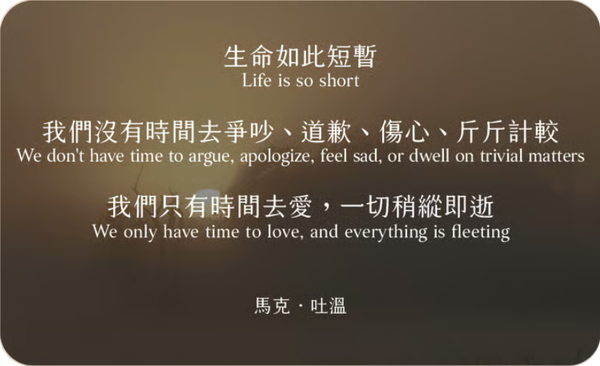 生命如此短暫
Life is so short
我們沒有時間去爭吵、道歉、傷心、斤斤計較
We don't have time to argue, apologize, feel sad, or dwell on trivial matters
我們只有時間去愛，一切稍縱即逝
We only have time to love, and everything is fleeting
馬克·吐溫